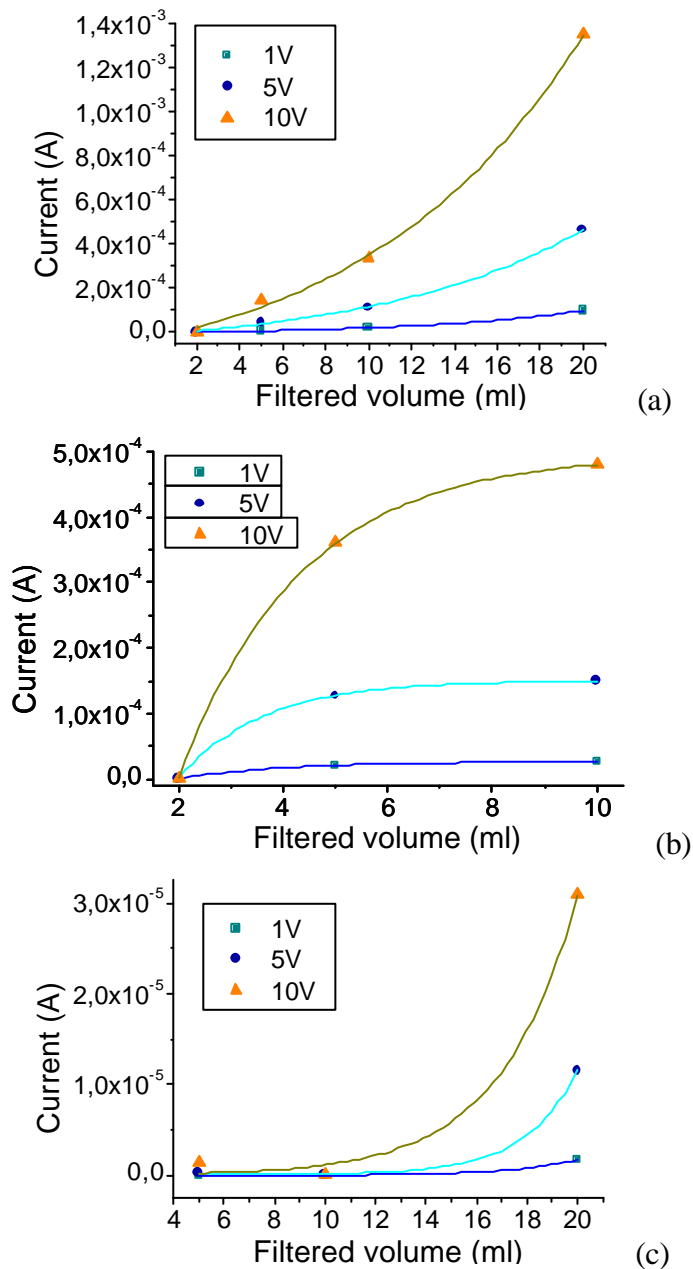 1,4x10⁻³
1,2x10⁻³
1,0x10⁻³
8,0x10⁻⁴
6,0x10⁻⁴
4,0x10⁻⁴
2,0x10⁻⁴
0,0
Current (A)
1V
5V
10V
2 4 6 8 10 12 14 16 18 20
Filtered volume (ml)
(a)
5,0x10⁻⁴
4,0x10⁻⁴
3,0x10⁻⁴
2,0x10⁻⁴
1,0x10⁻⁴
0,0
Current (A)
1V
5V
10V
2 4 6 8 10
Filtered volume (ml)
(b)
3,0x10⁻⁵
2,0x10⁻⁵
1,0x10⁻⁵
0,0
Current (A)
1V
5V
10V
4 6 8 10 12 14 16 18 20
Filtered volume (ml)
(c)